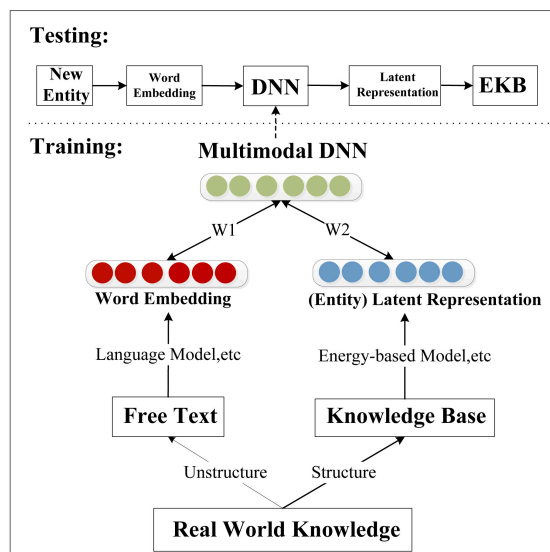 Testing:
New
Entity
Word
Embedding
DNN
Latent
Representation
EKB
Training:
Multimodal DNN
W1
W2
Word Embedding
(Entity) Latent Representation
Language Model,etc
Energy-based Model,etc
Free Text
Knowledge Base
Unstructure
Structure
Real World Knowledge